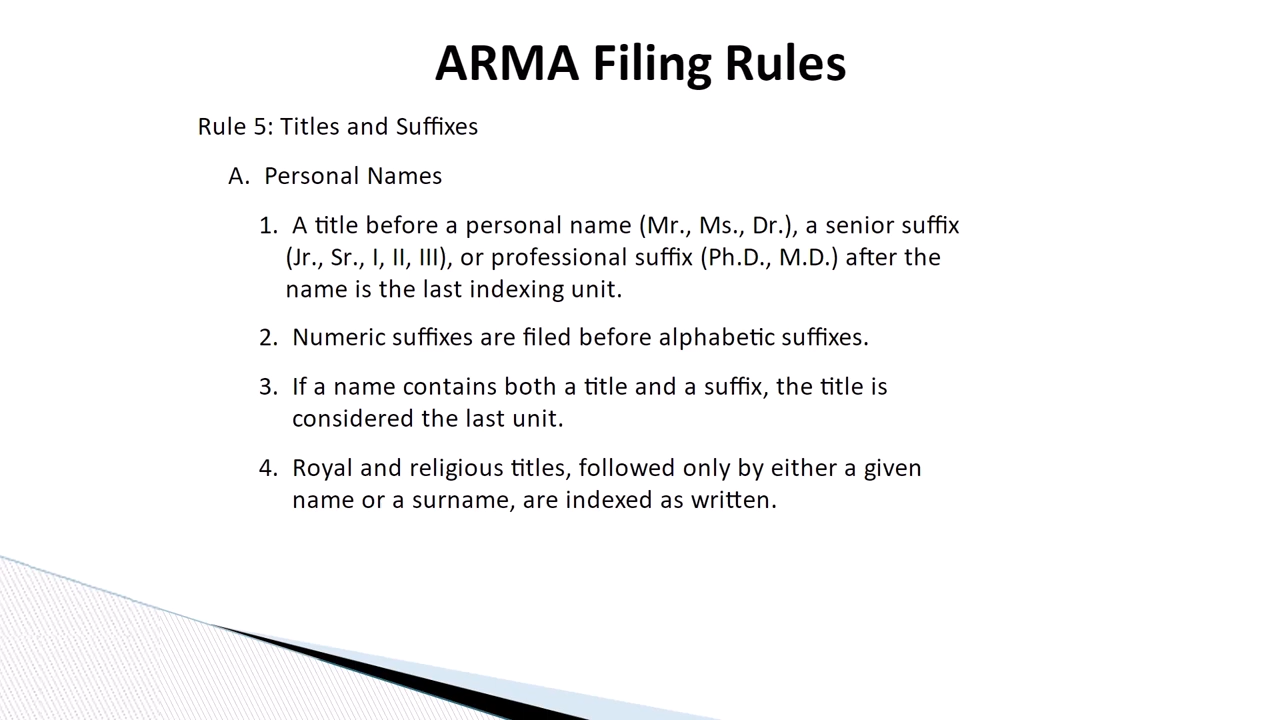 ARMA Filing Rules
Rule 5: Titles and Suffixes
A. Personal Names
1. A title before a personal name (Mr., Ms., Dr.), a senior suffix
(Jr., Sr., I, II, III), or professional suffix (Ph.D., M.D.) after the
name is the last indexing unit.
2. Numeric suffixes are filed before alphabetic suffixes.
3. If a name contains both a title and a suffix, the title is
considered the last unit.
4. Royal and religious titles, followed only by either a given
name or a surname, are indexed as written.